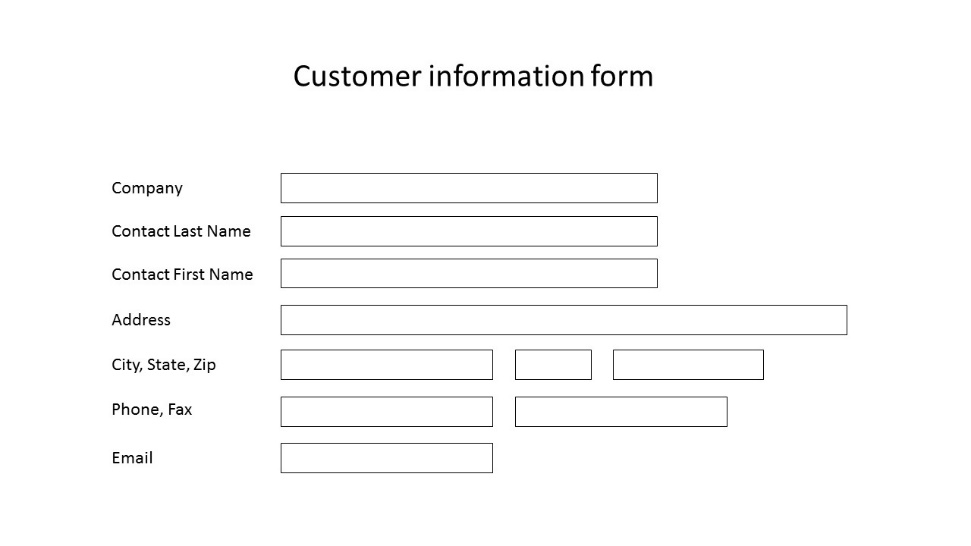 Customer information form
Company
Contact Last Name
Contact First Name
Address
City, State, Zip
Phone, Fax
Email